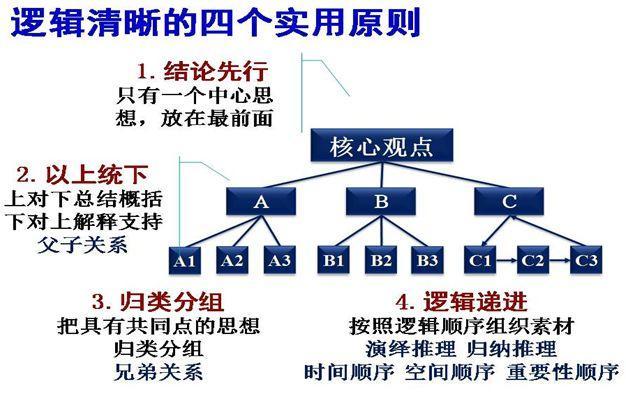 逻辑清晰的四个实用原则
1. 结论先行
只有一个中心思
想，放在最前面
核心观点
2. 以上统下
上对下总结概括
下对上解释支持
父子关系
A
B
C
A1
A2
A3
B1
B2
B3
C1
C2
C3
3. 归类分组
把具有共同点的思想
归类分组
兄弟关系
4. 逻辑递进
按照逻辑顺序组织素材
演绎推理 归纳推理
时间顺序 空间顺序 重要性顺序